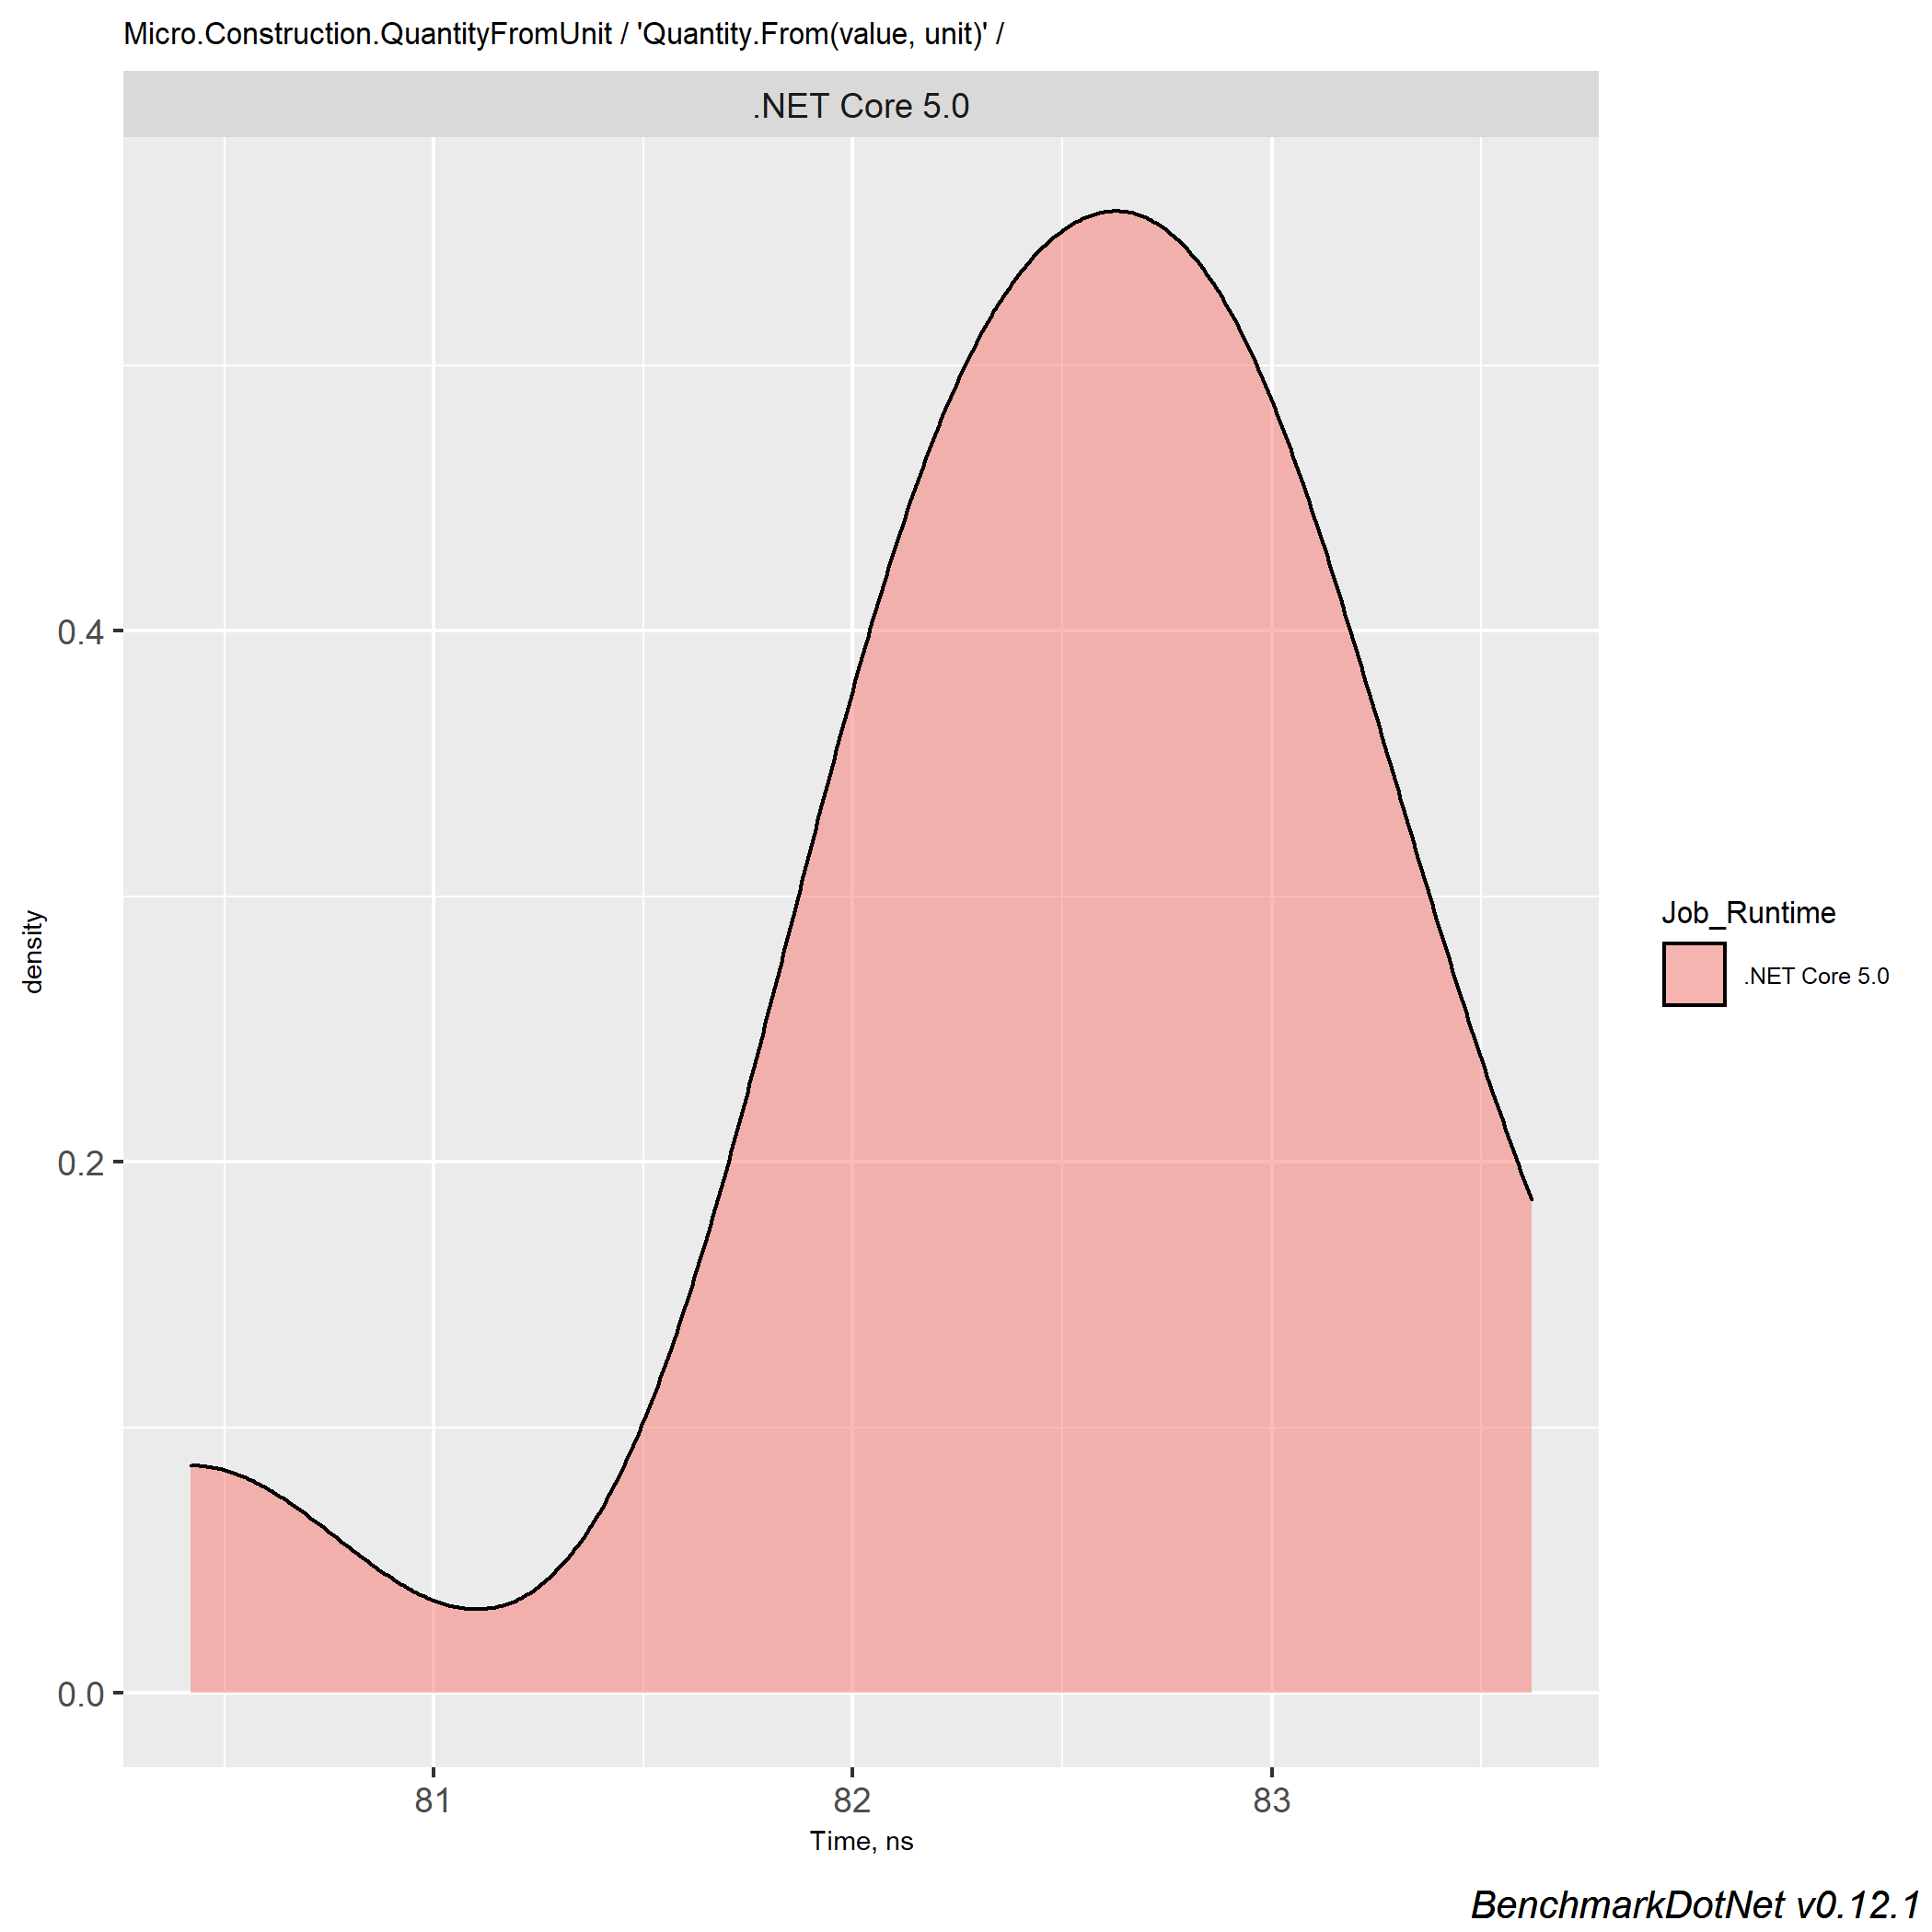 Micro.Construction.QuantityFromUnit / 'Quantity.From(value, unit)' /
.NET Core 5.0
0.4
0.2
0.0
density
81
82
83
Time, ns
Job_Runtime
.NET Core 5.0
BenchmarkDotNet v0.12.1